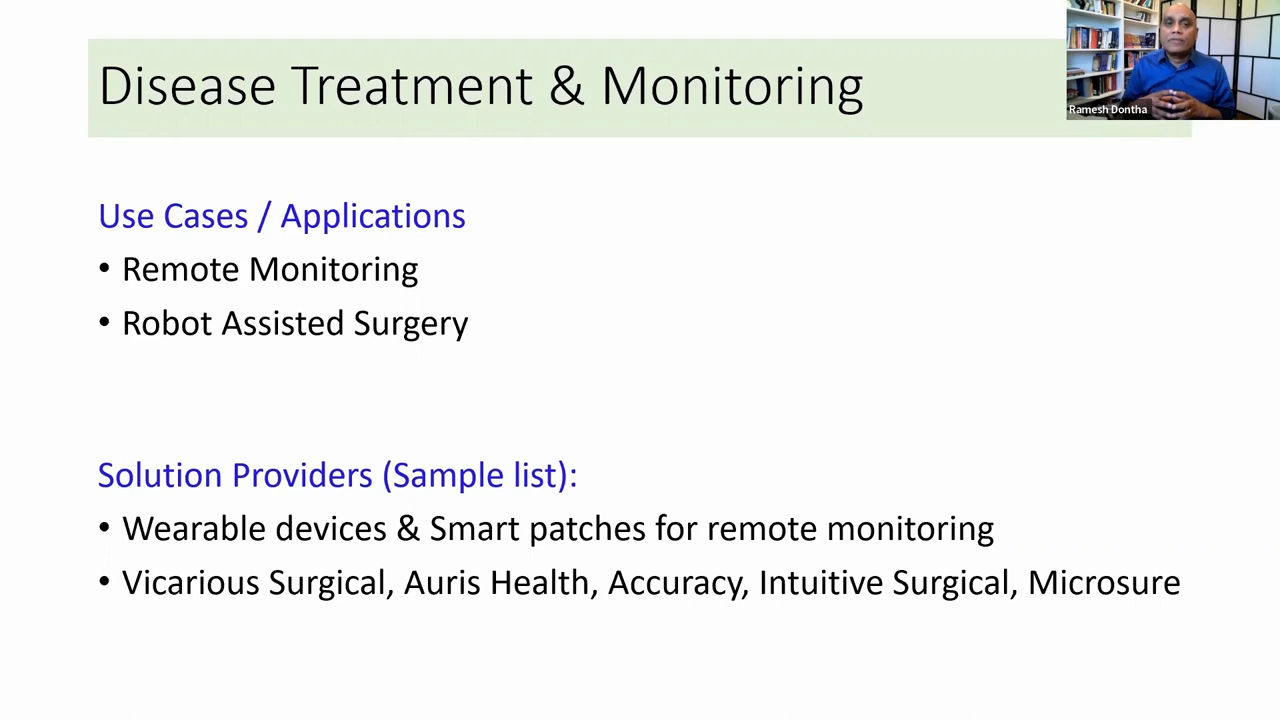 Disease Treatment & Monitoring
Ramesh Dontha
Use Cases / Applications
• Remote Monitoring
• Robot Assisted Surgery
Solution Providers (Sample list):
• Wearable devices & Smart patches for remote monitoring
• Vicarious Surgical, Auris Health, Accuracy, Intuitive Surgical, Microsure